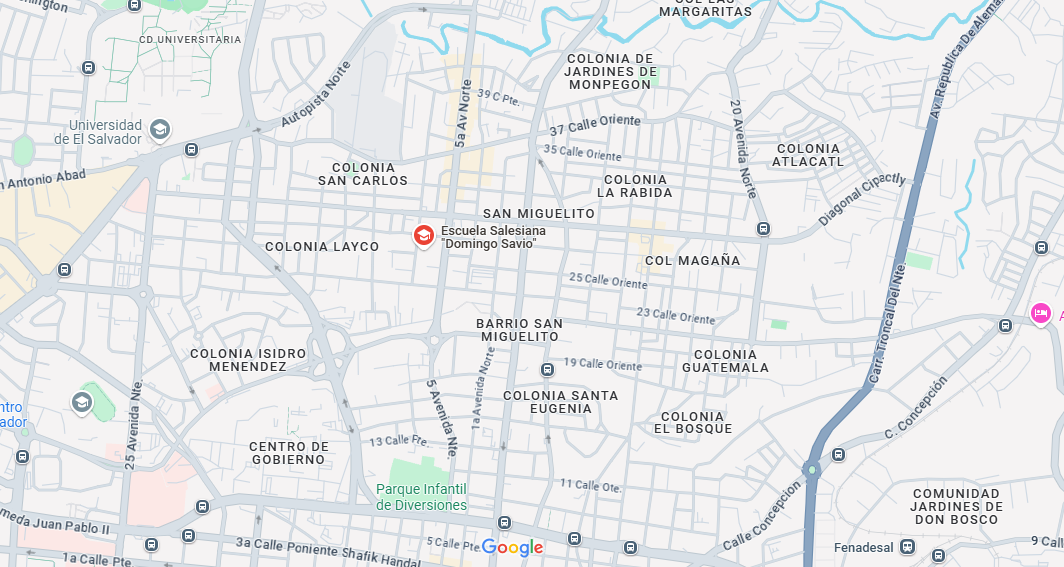 COL LAS
MARGARITAS
CD UNIVERSITARIA
COLONIA DE
JARDINES DE
MONPEGON
Av. Republica De Alemania
Autopista Norte
5a Av Norte
39 C Pte.
20 Avenida Norte
37 Calle Oriente
Universidad
de El Salvador
35 Calle Oriente
COLONIA
ATLACATL
COLONIA
SAN CARLOS
COLONIA
LA RABIDA
Antonio Abad
Diagonal Cipactly
SAN MIGUELITO
Escuela Salesiana
"Domingo Savio"
COLONIA LAYCO
COL MAGAÑA
25 Calle Oriente
Carr. Troncal Del Nte.
23 Calle Oriente
A
BARRIO SAN
MIGUELITO
COLONIA ISIDRO
MENENDEZ
19 Calle Oriente
COLONIA
GUATEMALA
1a Avenida Norte
5 Avenida Nte
COLONIA SANTA
EUGENIA
COLONIA
EL BOSQUE
C. Concepción
ntro
ador
25 Avenida Nte.
13 Calle Pte.
CENTRO DE
GOBIERNO
11 Calle Ote.
Parque Infantil
de Diversiones
Calle Concepción
COMUNIDAD
JARDINES DE
DON BOSCO
meda Juan Pablo II
3a Calle Poniente Shafik Handal
5 Calle Pte.
Google
Fenadesal
9 Cal
1a Calle Pte.